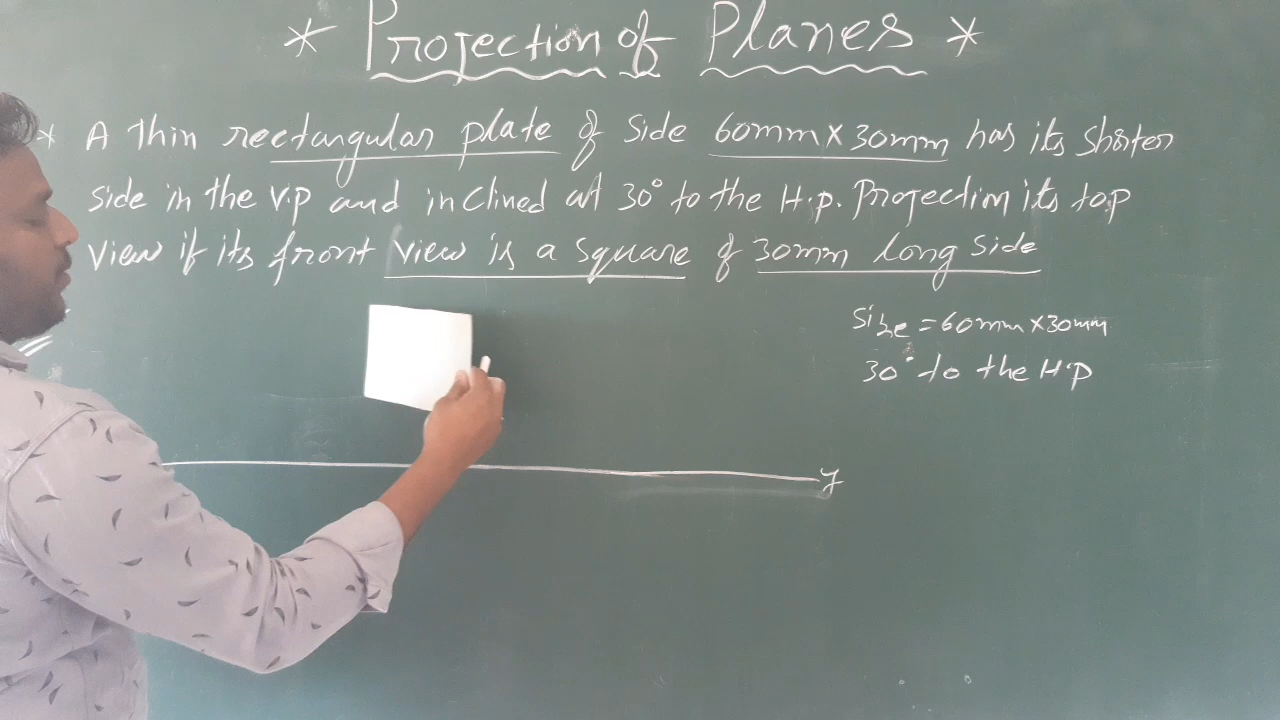 * Projection of Planes *
* A thin rectangular plate of side 60mm x 30mm has its shorter
side in the V.P and inclined at 30° to the H.P. Projection its top
view if its front view is a square of 30mm long side
Size = 60mm x 30mm
30° to the H.P
y